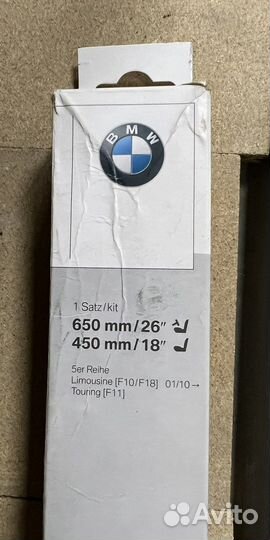 BMW
1 Satz/kit
650 mm/26"
450 mm/18"
5er Reihe
Limousine [F10/F18] 01/10→
Touring [F11]
Avito